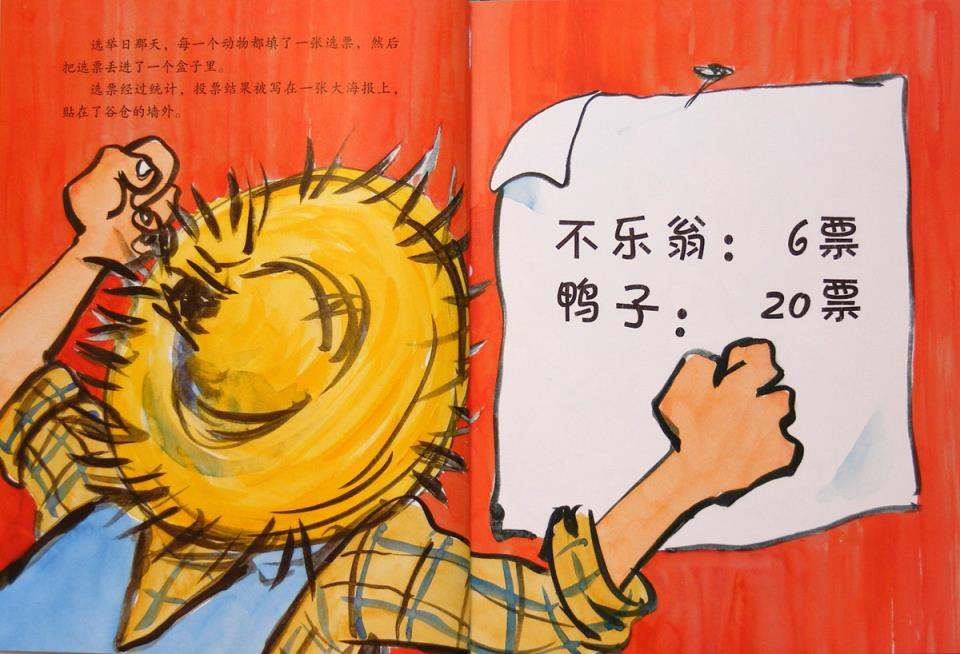 选举日那天，每一个动物都填了一张选票，然后
把选票丢进了一个盒子里。
选票经过统计，投票结果被写在一张大海报上，
贴在了谷仓的墙外。
不乐翁： 6票
鸭子： 20票